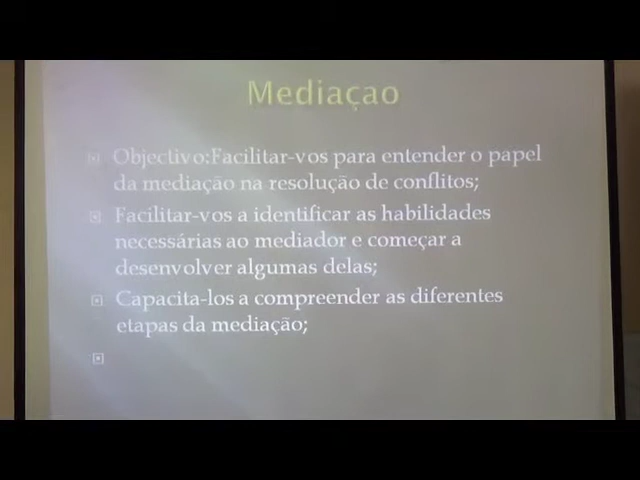 Mediaçao
Objectivo:Facilitar-vos para entender o papel
da mediação na resolução de conflitos;
Facilitar-vos a identificar as habilidades
necessárias ao mediador e começar a
desenvolver algumas delas;
Capacita-los a compreender as diferentes
etapas da mediação;